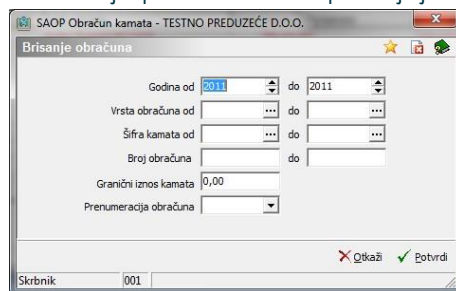 SAOP Obračun kamata - TESTNO PREDUZEĆE D.O.O.
Brisanje obračuna
Godina od 2011 do 2011
Vrsta obračuna od ... do ...
Šifra kamata od ... do ...
Broj obračuna do
Granični iznos kamata 0,00
Prenumeracija obračuna
Otkaži Potvrdi
Skrbnik 001